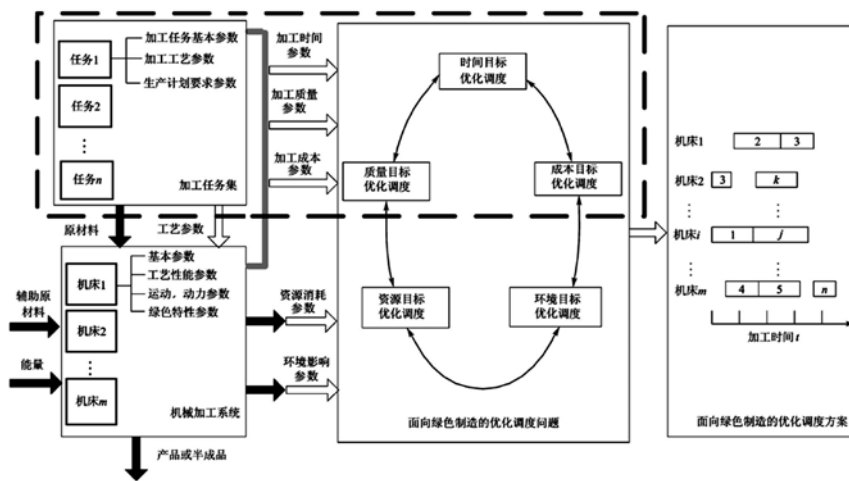 任务1
加工任务基本参数
加工工艺参数
生产计划要求参数
任务2
⋮
任务n
加工任务集
原材料
工艺参数
机床1
基本参数
工艺性能参数
运动，动力参数
绿色特性参数
机床2
⋮
机床m
机械加工系统
辅助原
材料
能量
产品或半成品
加工时间
参数
加工质量
参数
加工成本
参数
资源消耗
参数
环境影响
参数
时间目标
优化调度
质量目标
优化调度
成本目标
优化调度
资源目标
优化调度
环境目标
优化调度
面向绿色制造的优化调度问题
机床1 2 3
机床2 3 k
⋮ ⋮
机床i 1 j
⋮ ⋮
机床m 4 5 n
加工时间t
面向绿色制造的优化调度方案